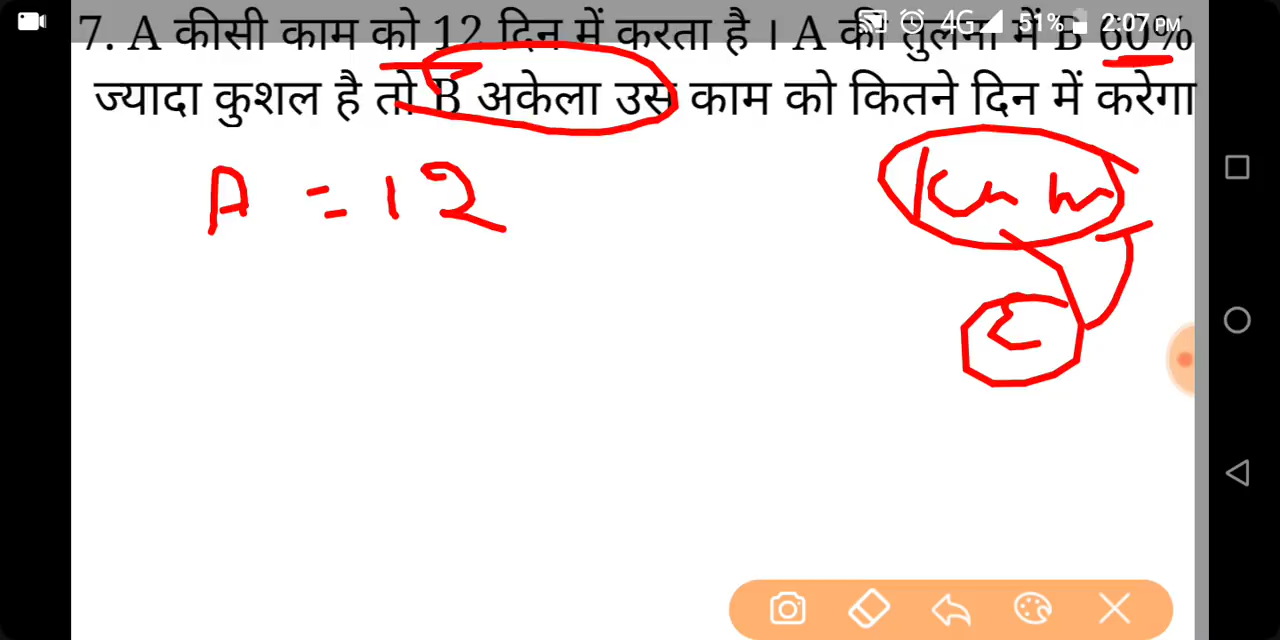 4G 51% 2:07 PM
7. A कीसी काम को 12 दिन में करता है । A की तुलना में B 60%
ज्यादा कुशल है तो B अकेला उस काम को कितने दिन में करेगा
A = 12